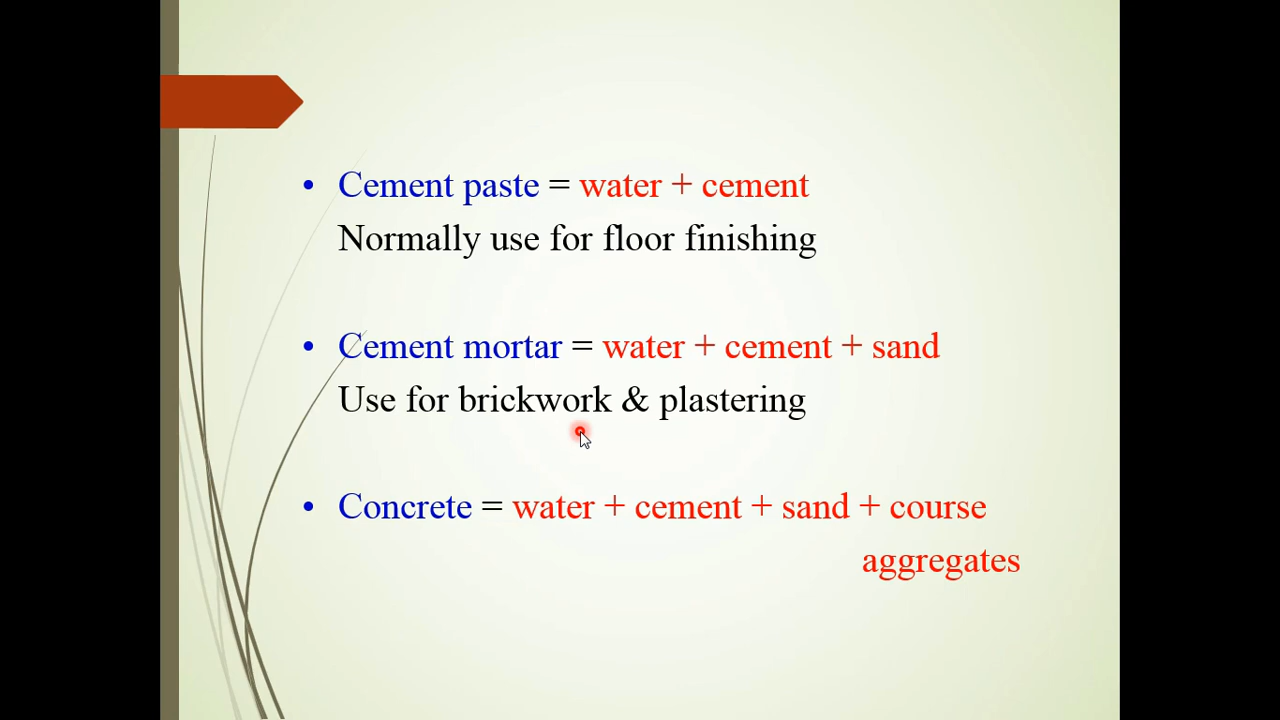 • Cement paste = water + cement
Normally use for floor finishing
• Cement mortar = water + cement + sand
Use for brickwork & plastering
• Concrete = water + cement + sand + course
aggregates